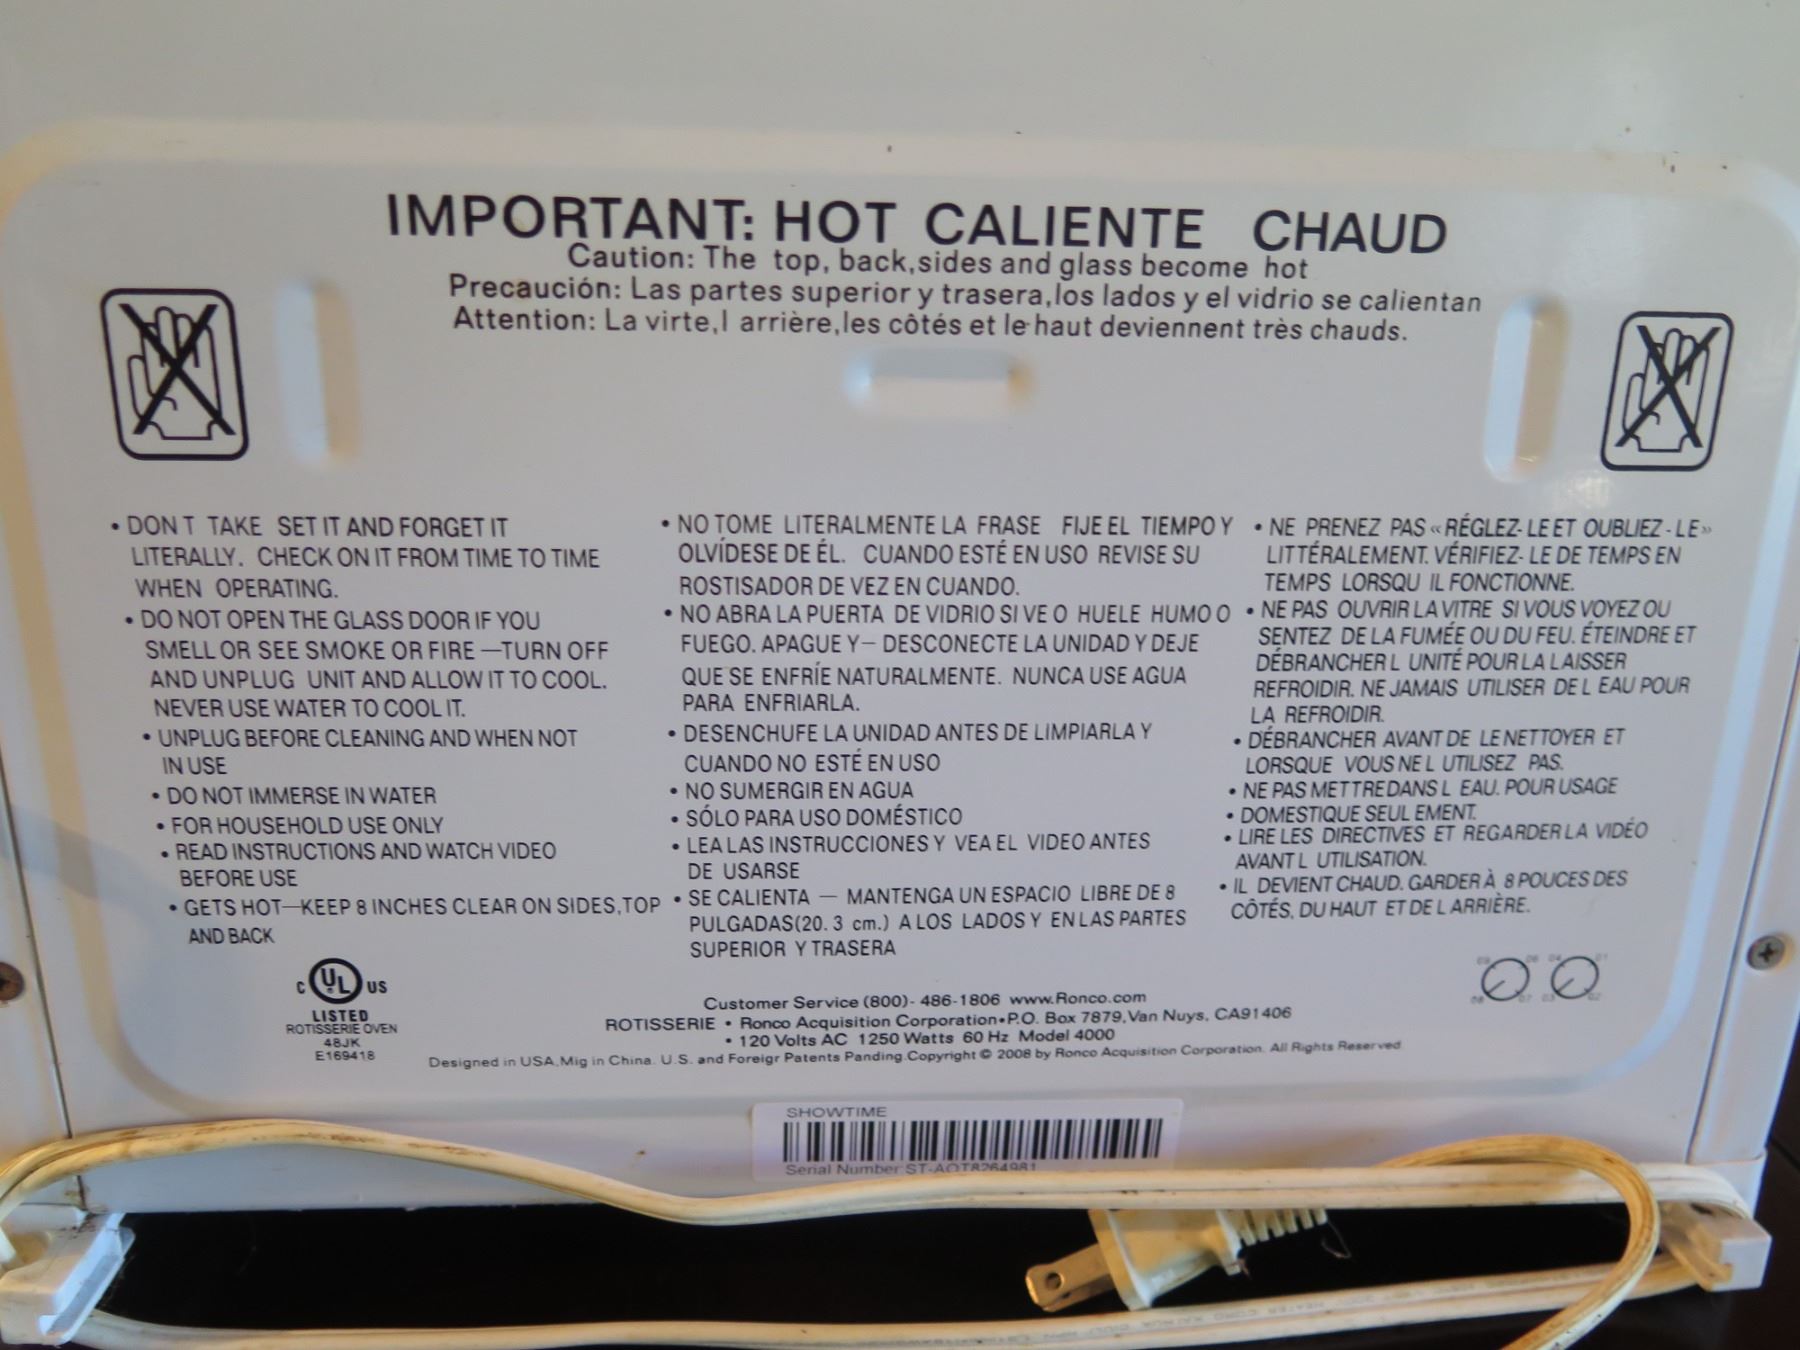 IMPORTANT: HOT CALIENTE CHAUD
Caution: The top, back,sides and glass become hot
Precaución: Las partes superior y trasera,los lados y el vidrio se calientan
Attention: La virte,l arrière,les côtés et le haut deviennent très chauds.
• DON T TAKE SET IT AND FORGET IT
LITERALLY. CHECK ON IT FROM TIME TO TIME
WHEN OPERATING.
• DO NOT OPEN THE GLASS DOOR IF YOU
SMELL OR SEE SMOKE OR FIRE —TURN OFF
AND UNPLUG UNIT AND ALLOW IT TO COOL.
NEVER USE WATER TO COOL IT.
• UNPLUG BEFORE CLEANING AND WHEN NOT
IN USE
• DO NOT IMMERSE IN WATER
• FOR HOUSEHOLD USE ONLY
• READ INSTRUCTIONS AND WATCH VIDEO
BEFORE USE
• GETS HOT—KEEP 8 INCHES CLEAR ON SIDES,TOP
AND BACK
• NO TOME LITERALMENTE LA FRASE FIJE EL TIEMPO Y
OLVÍDESE DE ÉL. CUANDO ESTÉ EN USO REVISE SU
ROSTISADOR DE VEZ EN CUANDO.
• NO ABRA LA PUERTA DE VIDRIO SI VE O HUELE HUMO O
FUEGO. APAGUE Y— DESCONECTE LA UNIDAD Y DEJE
QUE SE ENFRÍE NATURALMENTE. NUNCA USE AGUA
PARA ENFRIARLA.
• DESENCHUFE LA UNIDAD ANTES DE LIMPIARLA Y
CUANDO NO ESTÉ EN USO
• NO SUMERGIR EN AGUA
• SÓLO PARA USO DOMÉSTICO
• LEA LAS INSTRUCCIONES Y VEA EL VIDEO ANTES
DE USARSE
• SE CALIENTA — MANTENGA UN ESPACIO LIBRE DE 8
PULGADAS(20. 3 cm.) A LOS LADOS Y EN LAS PARTES
SUPERIOR Y TRASERA
• NE PRENEZ PAS «RÉGLEZ- LE ET OUBLIEZ - LE»
LITTÉRALEMENT. VÉRIFIEZ- LE DE TEMPS EN
TEMPS LORSQU IL FONCTIONNE.
• NE PAS OUVRIR LA VITRE SI VOUS VOYEZ OU
SENTEZ DE LA FUMÉE OU DU FEU. ÉTEINDRE ET
DÉBRANCHER L UNITÉ POUR LA LAISSER
REFROIDIR. NE JAMAIS UTILISER DE L EAU POUR
LA REFROIDIR.
• DÉBRANCHER AVANT DE LE NETTOYER ET
LORSQUE VOUS NE L UTILISEZ PAS.
• NE PAS METTRE DANS L EAU. POUR USAGE
• DOMESTIQUE SEUL EMENT.
• LIRE LES DIRECTIVES ET REGARDER LA VIDÉO
AVANT L UTILISATION.
• IL DEVIENT CHAUD. GARDER À 8 POUCES DES
CÔTÉS, DU HAUT ET DE L ARRIÈRE.
C UL US
LISTED
ROTISSERIE OVEN
48JK
E169418
Customer Service (800)- 486-1806 www.Ronco.com
ROTISSERIE • Ronco Acquisition Corporation•P.O. Box 7879,Van Nuys, CA91406
• 120 Volts AC 1250 Watts 60 Hz Model 4000
Designed in USA,Mig in China. U S. and Foreigr Patents Panding.Copyright © 2008 by Ronco Acquisition Corporation. All Rights Reserved
09 06 04 01
08 07 03 02
SHOWTIME
Serial Number:ST-AOT8264981